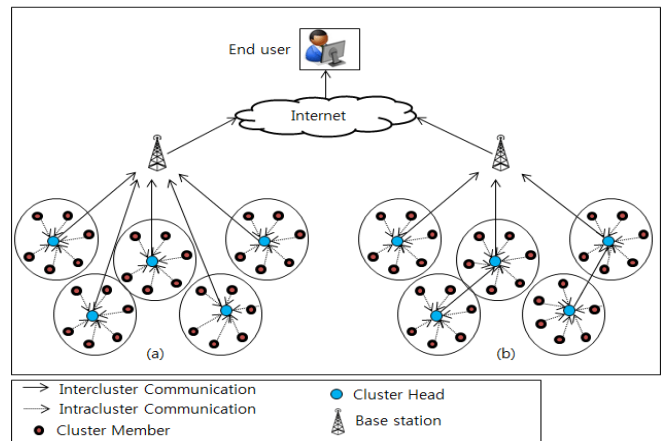 End user
Internet
(a)
(b)
Intercluster Communication
Intracluster Communication
Cluster Member
Cluster Head
Base station